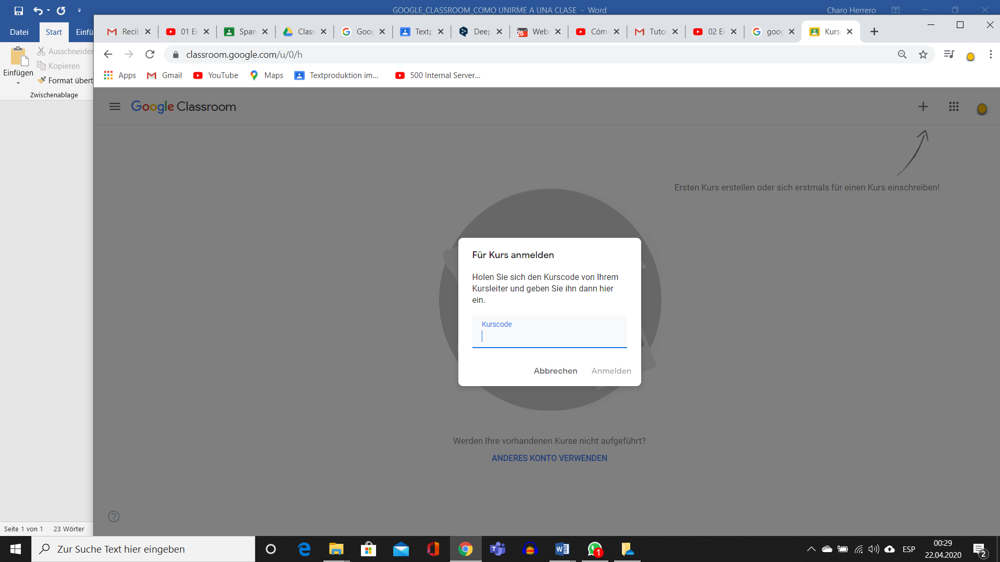 GOOGLE_CLASSROOM_COMO UNIRME A UNA CLASE - Word
Charo Herrero
Datei
Start
Einfü
Ausschneider
Einfügen
Kopieren
Format übert
Zwischenablage
Recib
01 Ei
Span
Class
Goog
Textp
Deep
25
Web
Cóm
Tuto
02 Ei
goog
Kurs
classroom.google.com/u/0/h
Apps
Gmail
YouTube
Maps
Textproduktion im...
500 Internal Server...
Google Classroom
Ersten Kurs erstellen oder sich erstmals für einen Kurs einschreiben!
Für Kurs anmelden
Holen Sie sich den Kurscode von Ihrem
Kursleiter und geben Sie ihn dann hier
ein.
Kurscode
Abbrechen
Anmelden
Werden Ihre vorhandenen Kurse nicht aufgeführt?
ANDERES KONTO VERWENDEN
Seite 1 von 1
23 Wörter
Zur Suche Text hier eingeben
1
ESP
00:29
22.04.2020
2